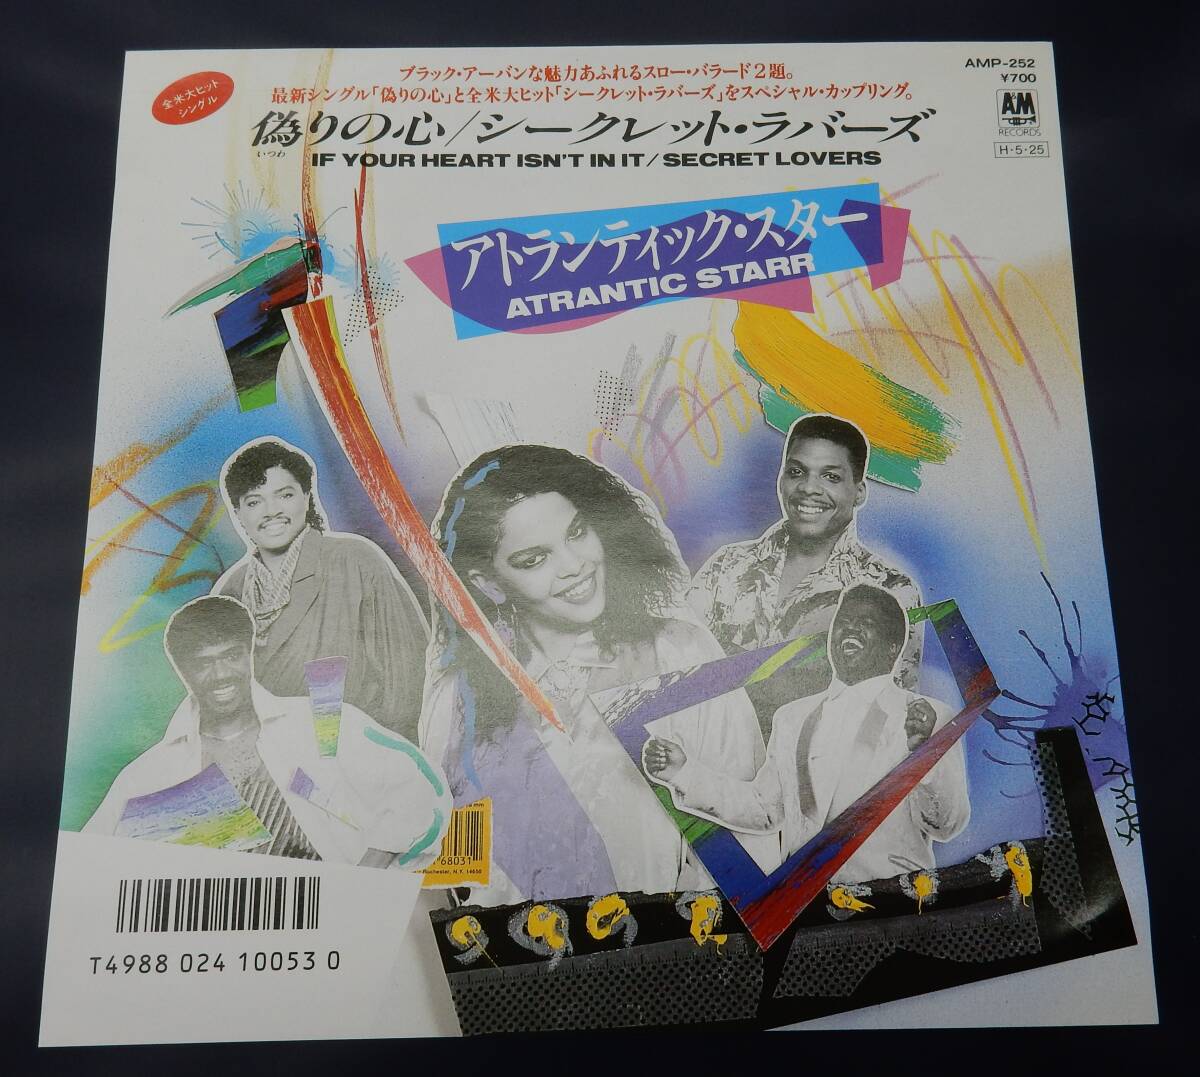 全米大ヒット
シングル
ブラック・アーバンな魅力あふれるスロー・バラード2題。
最新シングル「偽りの心」と全米大ヒット「シークレット・ラバーズ」をスペシャル・カップリング。
偽りの心/シークレット・ラバーズ
いつわ
IF YOUR HEART ISN'T IN IT/SECRET LOVERS
AMP-252
¥700
A&M
RECORDS
H・5・25
アトランティック・スター
ATRANTIC STARR
mm
68031
Rochester, N.Y. 14650
T4988 024 10053 0